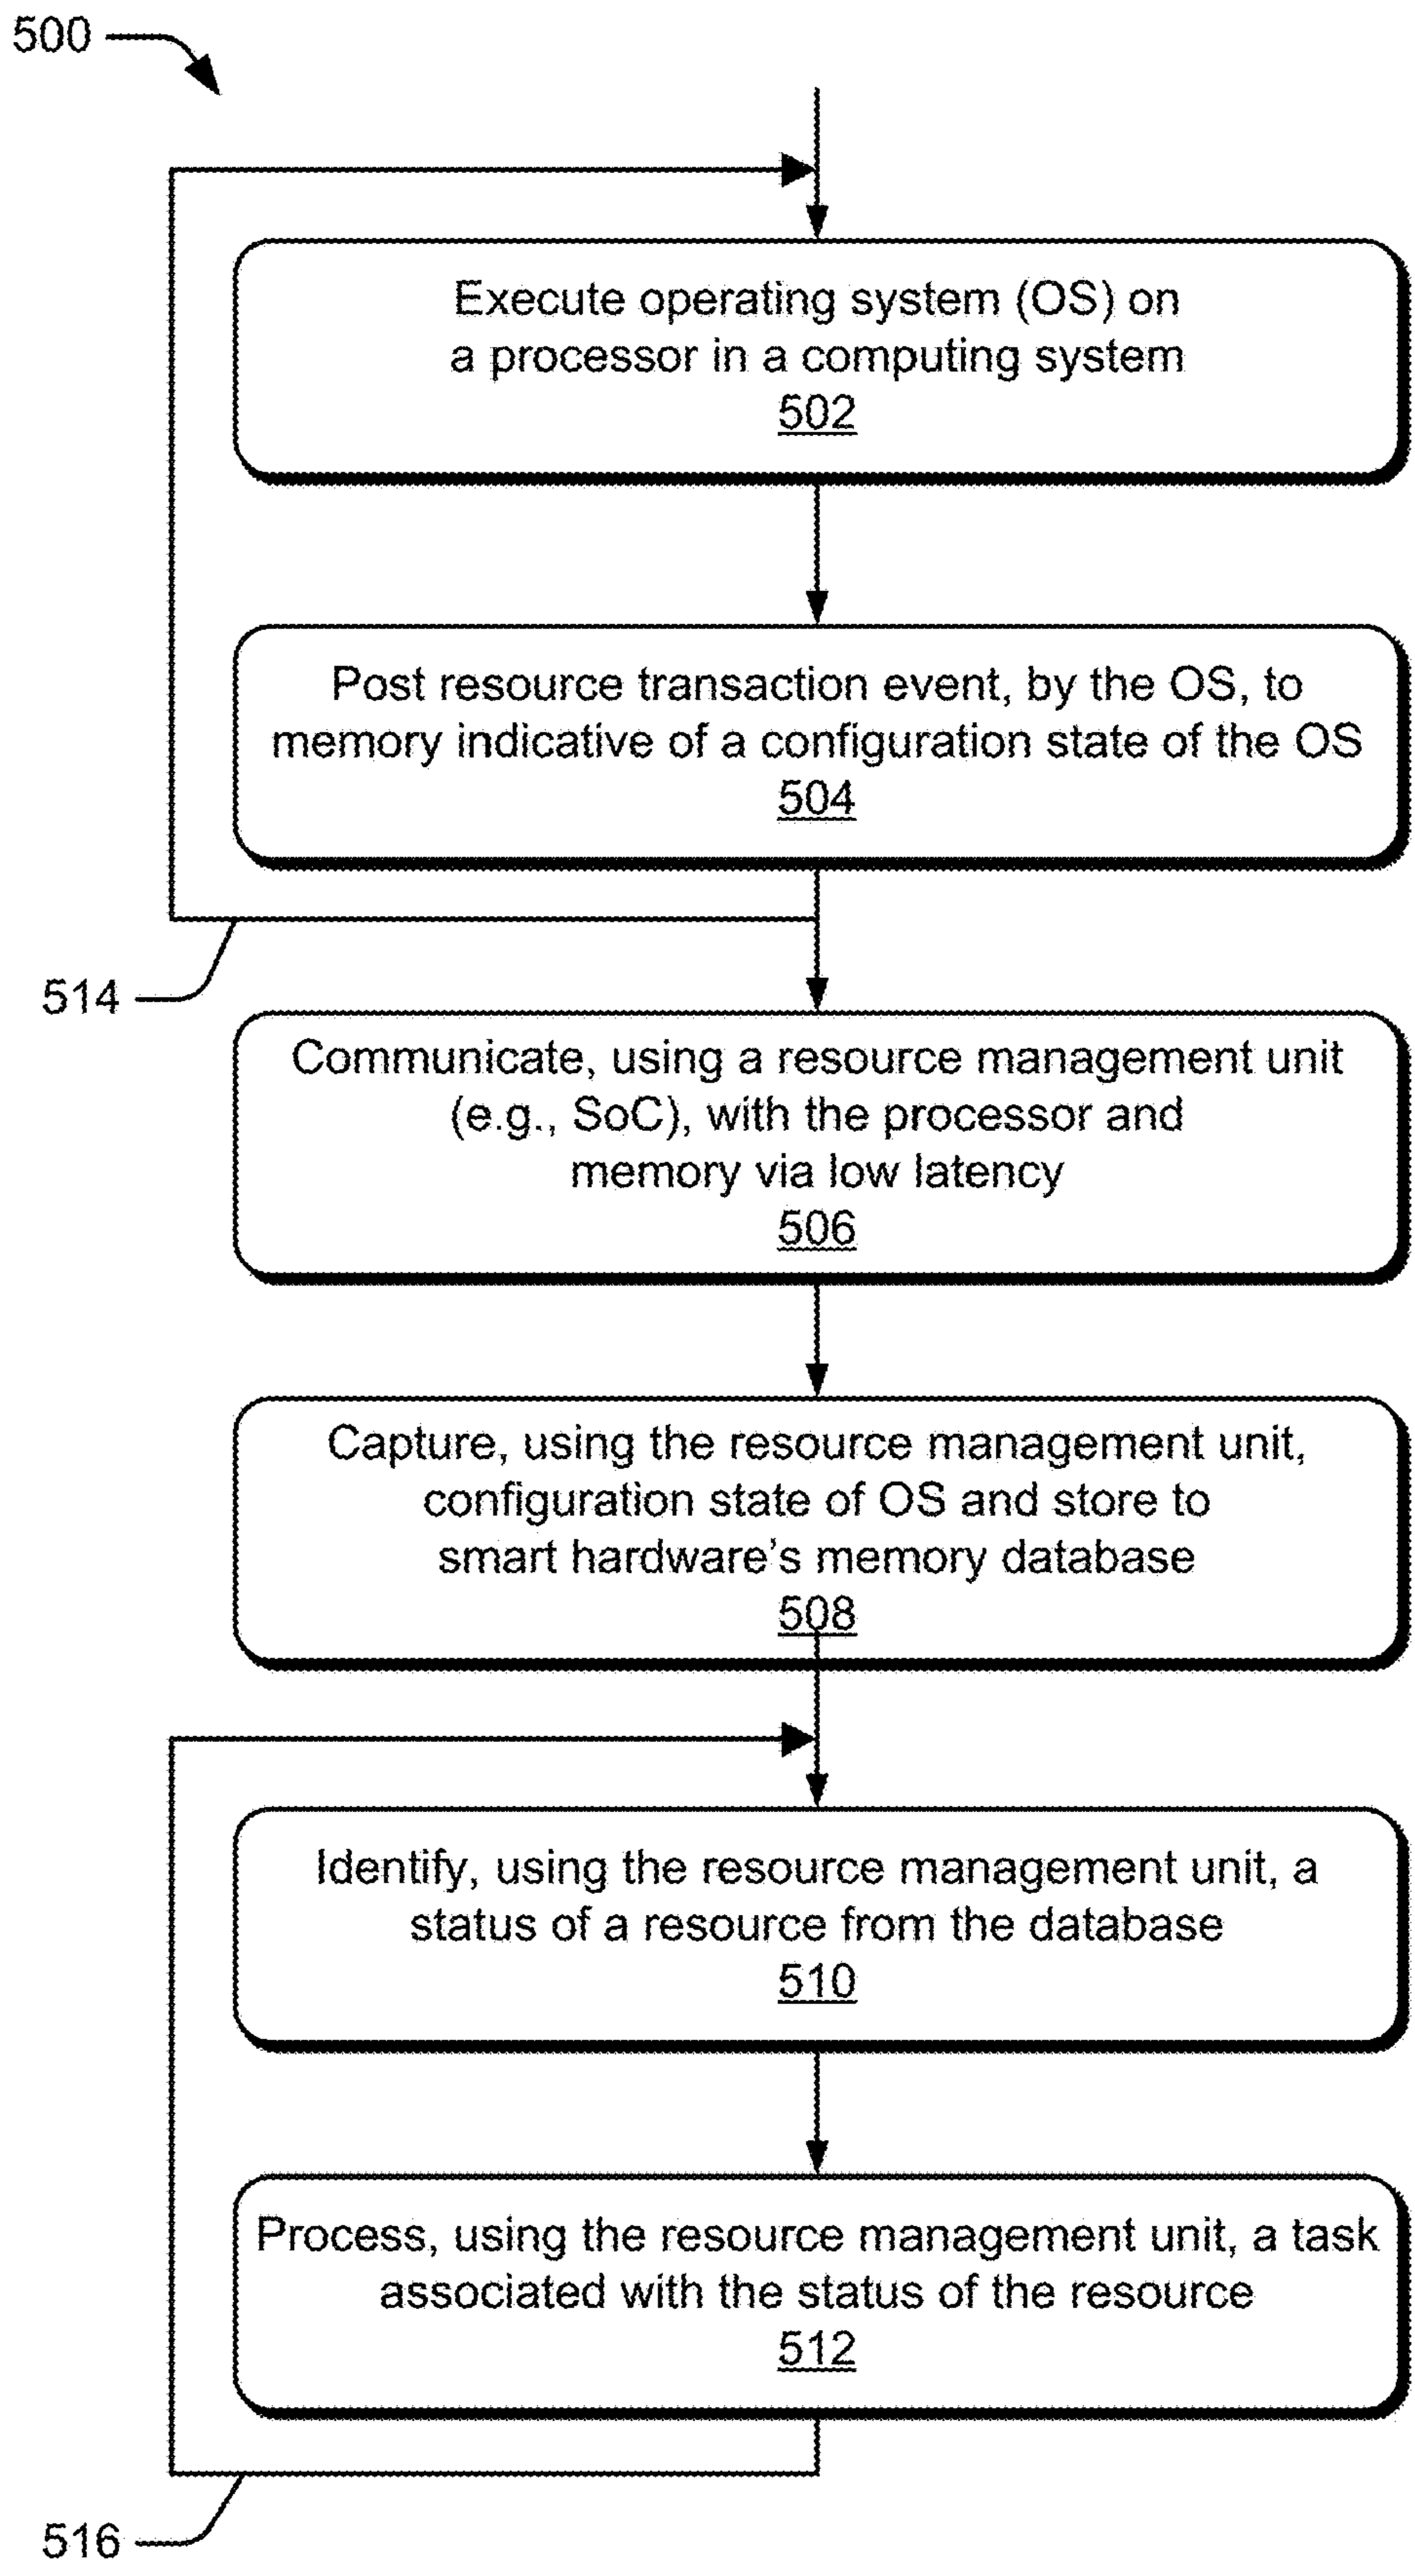 500
Execute operating system (OS) on
a processor in a computing system
502
Post resource transaction event, by the OS, to
memory indicative of a configuration state of the OS
504
514
Communicate, using a resource management unit
(e.g., SoC), with the processor and
memory via low latency
506
Capture, using the resource management unit,
configuration state of OS and store to
smart hardware’s memory database
508
Identify, using the resource management unit, a
status of a resource from the database
510
Process, using the resource management unit, a task
associated with the status of the resource
512
516